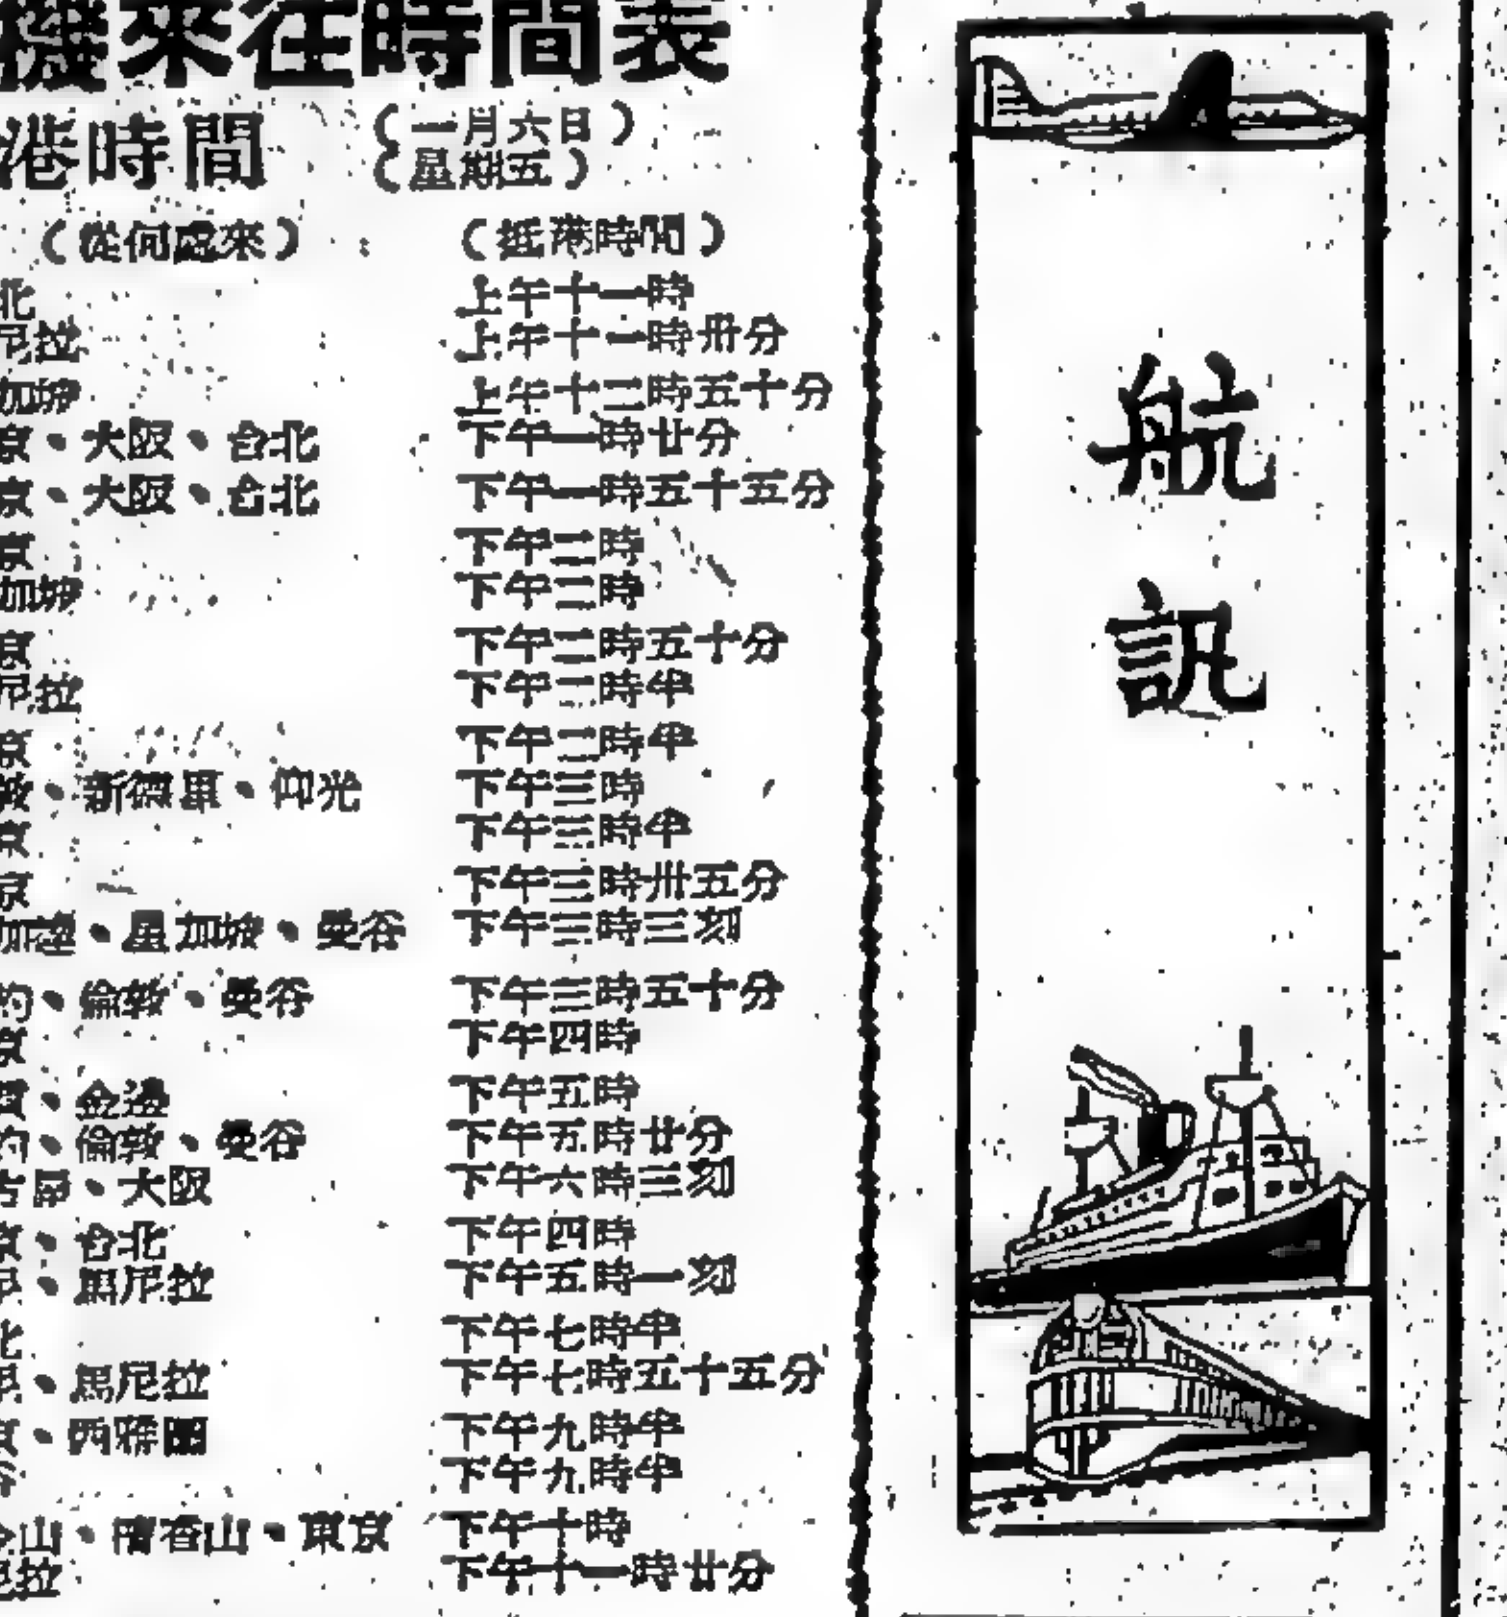 機來往時間表
港時間 (一月六日)
(星期五)
(從何處來) (抵港時間)
北 上午十一時
尼拉 上午十一時卅分
加坡 上午十二時五十分
京、大阪、台北 下午一時廿分
京、大阪、台北 下午一時五十五分
京 下午二時
加坡 下午二時
京 下午二時五十分
尼拉 下午二時半
京 下午二時半
敦、新德里、仰光 下午三時
京 下午三時半
京 下午三時卅五分
加達、星加坡、曼谷 下午三時三刻
約、倫敦、曼谷 下午三時五十分
京 下午四時
貢、金邊 下午五時
約、倫敦、曼谷 下午五時廿分
古屋、大阪 下午六時三刻
京、台北 下午四時
馬尼拉 下午五時一刻
北 下午七時半
馬尼拉 下午七時五十五分
京、西雅圖 下午九時半
谷 下午九時半
金山、檀香山、東京 下午十時
尼拉 下午十一時廿分
航訊